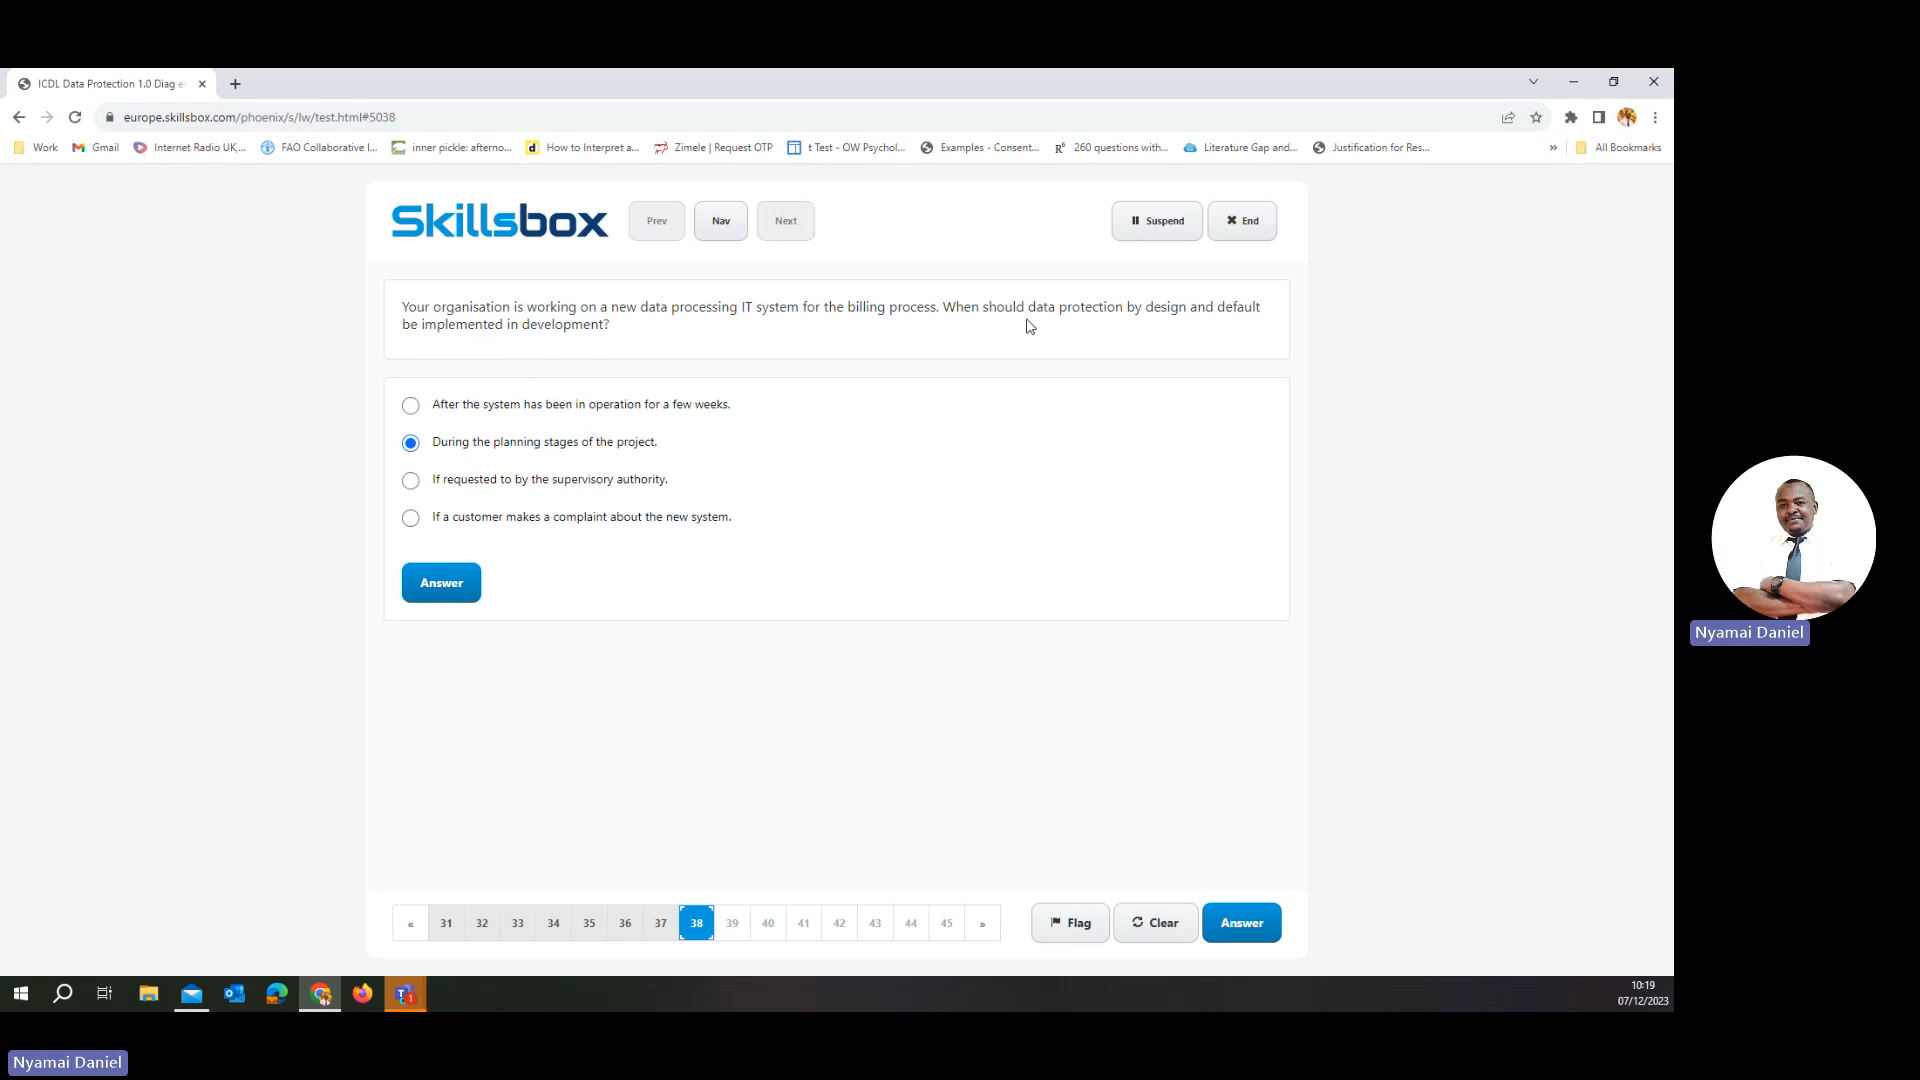 ICDL Data Protection 1.0 Diag e
europe.skillsbox.com/phoenix/s/lw/test.html#5038
Work
Gmail
Internet Radio UK,...
FAO Collaborative I...
inner pickle: afterno...
How to Interpret a...
Zimele | Request OTP
t Test - OW Psychol...
Examples - Consent...
260 questions with...
Literature Gap and...
Justification for Res...
»
All Bookmarks
Skillsbox
Prev
Nav
Next
Suspend
End
Your organisation is working on a new data processing IT system for the billing process. When should data protection by design and default
be implemented in development?
After the system has been in operation for a few weeks.
During the planning stages of the project.
If requested to by the supervisory authority.
If a customer makes a complaint about the new system.
Answer
« 31 32 33 34 35 36 37 38 39 40 41 42 43 44 45 »
Flag
Clear
Answer
Nyamai Daniel
10:19
07/12/2023
Nyamai Daniel